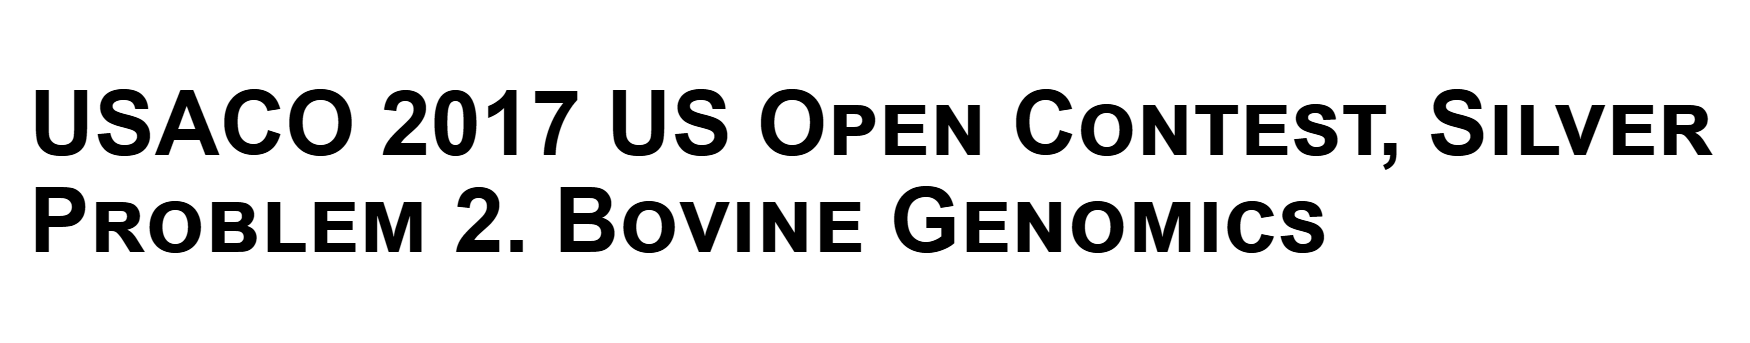 USACO 2017 US Open Contest, Silver
Problem 2. Bovine Genomics